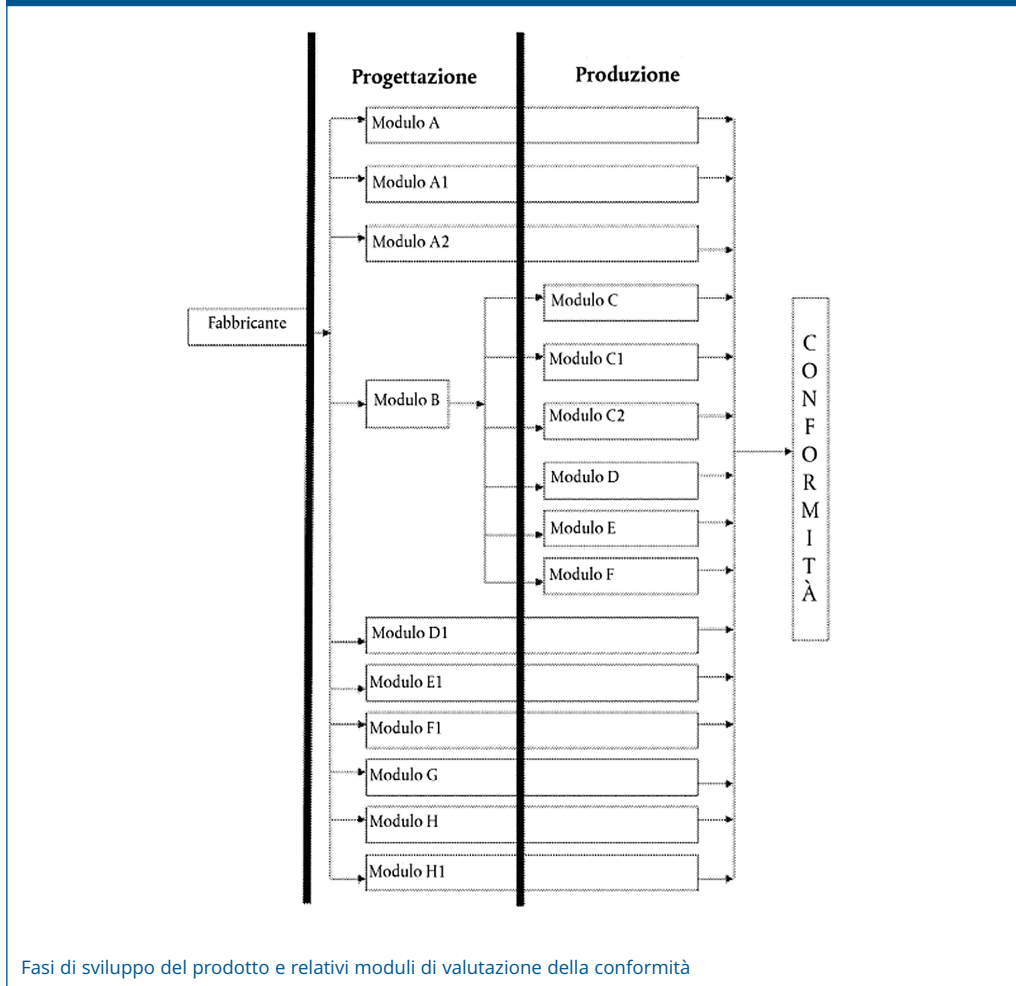 Progettazione
Produzione
Modulo A
Modulo A1
Modulo A2
Modulo C
Fabbricante
Modulo C1
Modulo B
Modulo C2
Modulo D
Modulo E
Modulo F
CONFORMITÀ
Modulo D1
Modulo E1
Modulo F1
Modulo G
Modulo H
Modulo H1
Fasi di sviluppo del prodotto e relativi moduli di valutazione della conformità